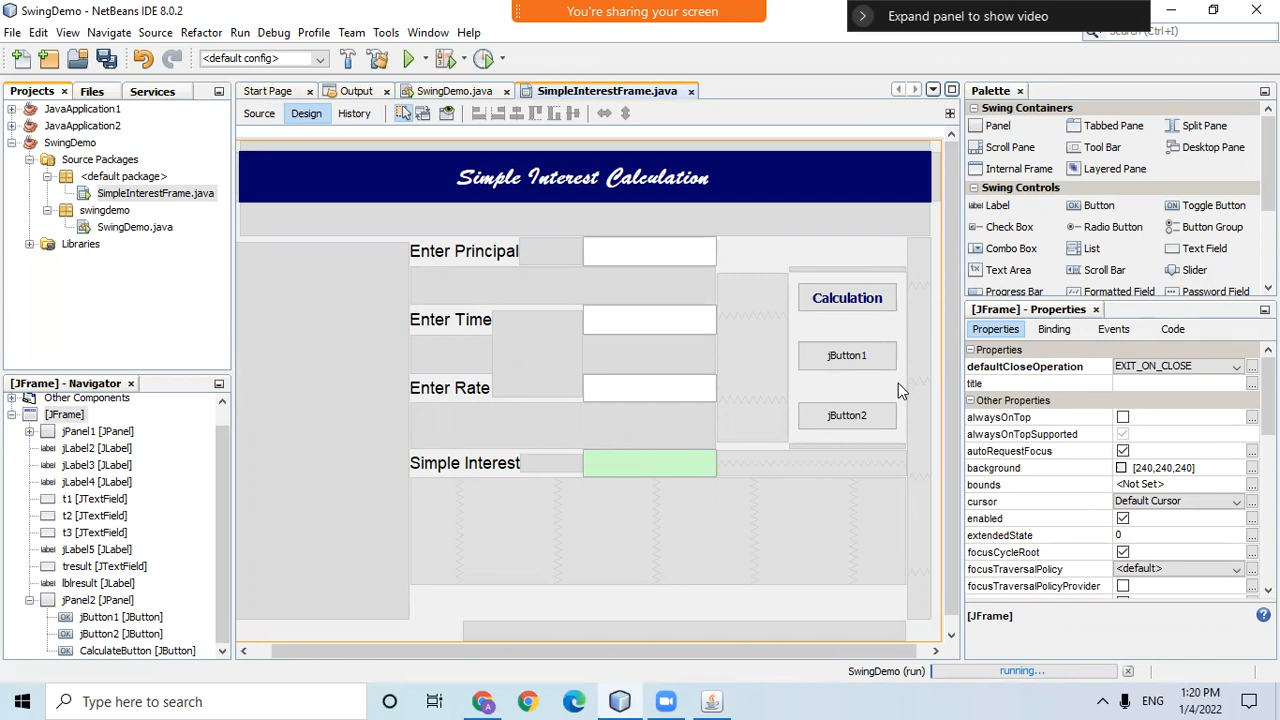 SwingDemo - NetBeans IDE 8.0.2
You're sharing your screen
Expand panel to show video
File Edit View Navigate Source Refactor Run Debug Profile Team Tools Window Help
Search (Ctrl+I)
<default config>
Projects Files Services
Start Page Output SwingDemo.java SimpleInterestFrame.java
Palette
JavaApplication1
JavaApplication2
SwingDemo
Source Packages
<default package>
SimpleInterestFrame.java
swingdemo
SwingDemo.java
Libraries
Source Design History
Simple Interest Calculation
Enter Principal
Enter Time
Enter Rate
Simple Interest
Calculation
jButton1
jButton2
Swing Containers
Panel Tabbed Pane Split Pane
Scroll Pane Tool Bar Desktop Pane
Internal Frame Layered Pane
Swing Controls
Label Button Toggle Button
Check Box Radio Button Button Group
Combo Box List Text Field
Text Area Scroll Bar Slider
Progress Bar Formatted Field Password Field
[JFrame] - Properties
Properties Binding Events Code
Properties
defaultCloseOperation EXIT_ON_CLOSE
title
Other Properties
alwaysOnTop
alwaysOnTopSupported
autoRequestFocus
background [240,240,240]
bounds <Not Set>
cursor Default Cursor
enabled
extendedState 0
focusCycleRoot
focusTraversalPolicy <default>
focusTraversalPolicyProvider
[JFrame]
[JFrame] - Navigator
Other Components
[JFrame]
jPanel1 [JPanel]
jLabel2 [JLabel]
jLabel3 [JLabel]
jLabel4 [JLabel]
t1 [JTextField]
t2 [JTextField]
t3 [JTextField]
jLabel5 [JLabel]
tresult [JTextField]
lblresult [JLabel]
jPanel2 [JPanel]
jButton1 [JButton]
jButton2 [JButton]
CalculateButton [JButton]
SwingDemo (run) running...
Type here to search
ENG
1:20 PM
1/4/2022